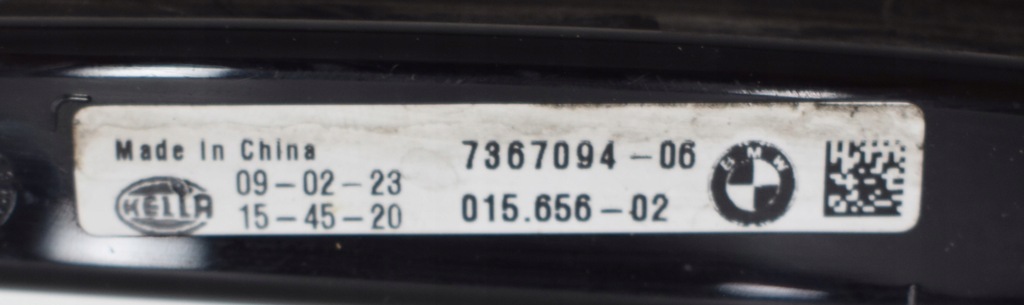 Made in China
HELLA
09-02-23
15-45-20
7367094-06
015.656-02
BMW